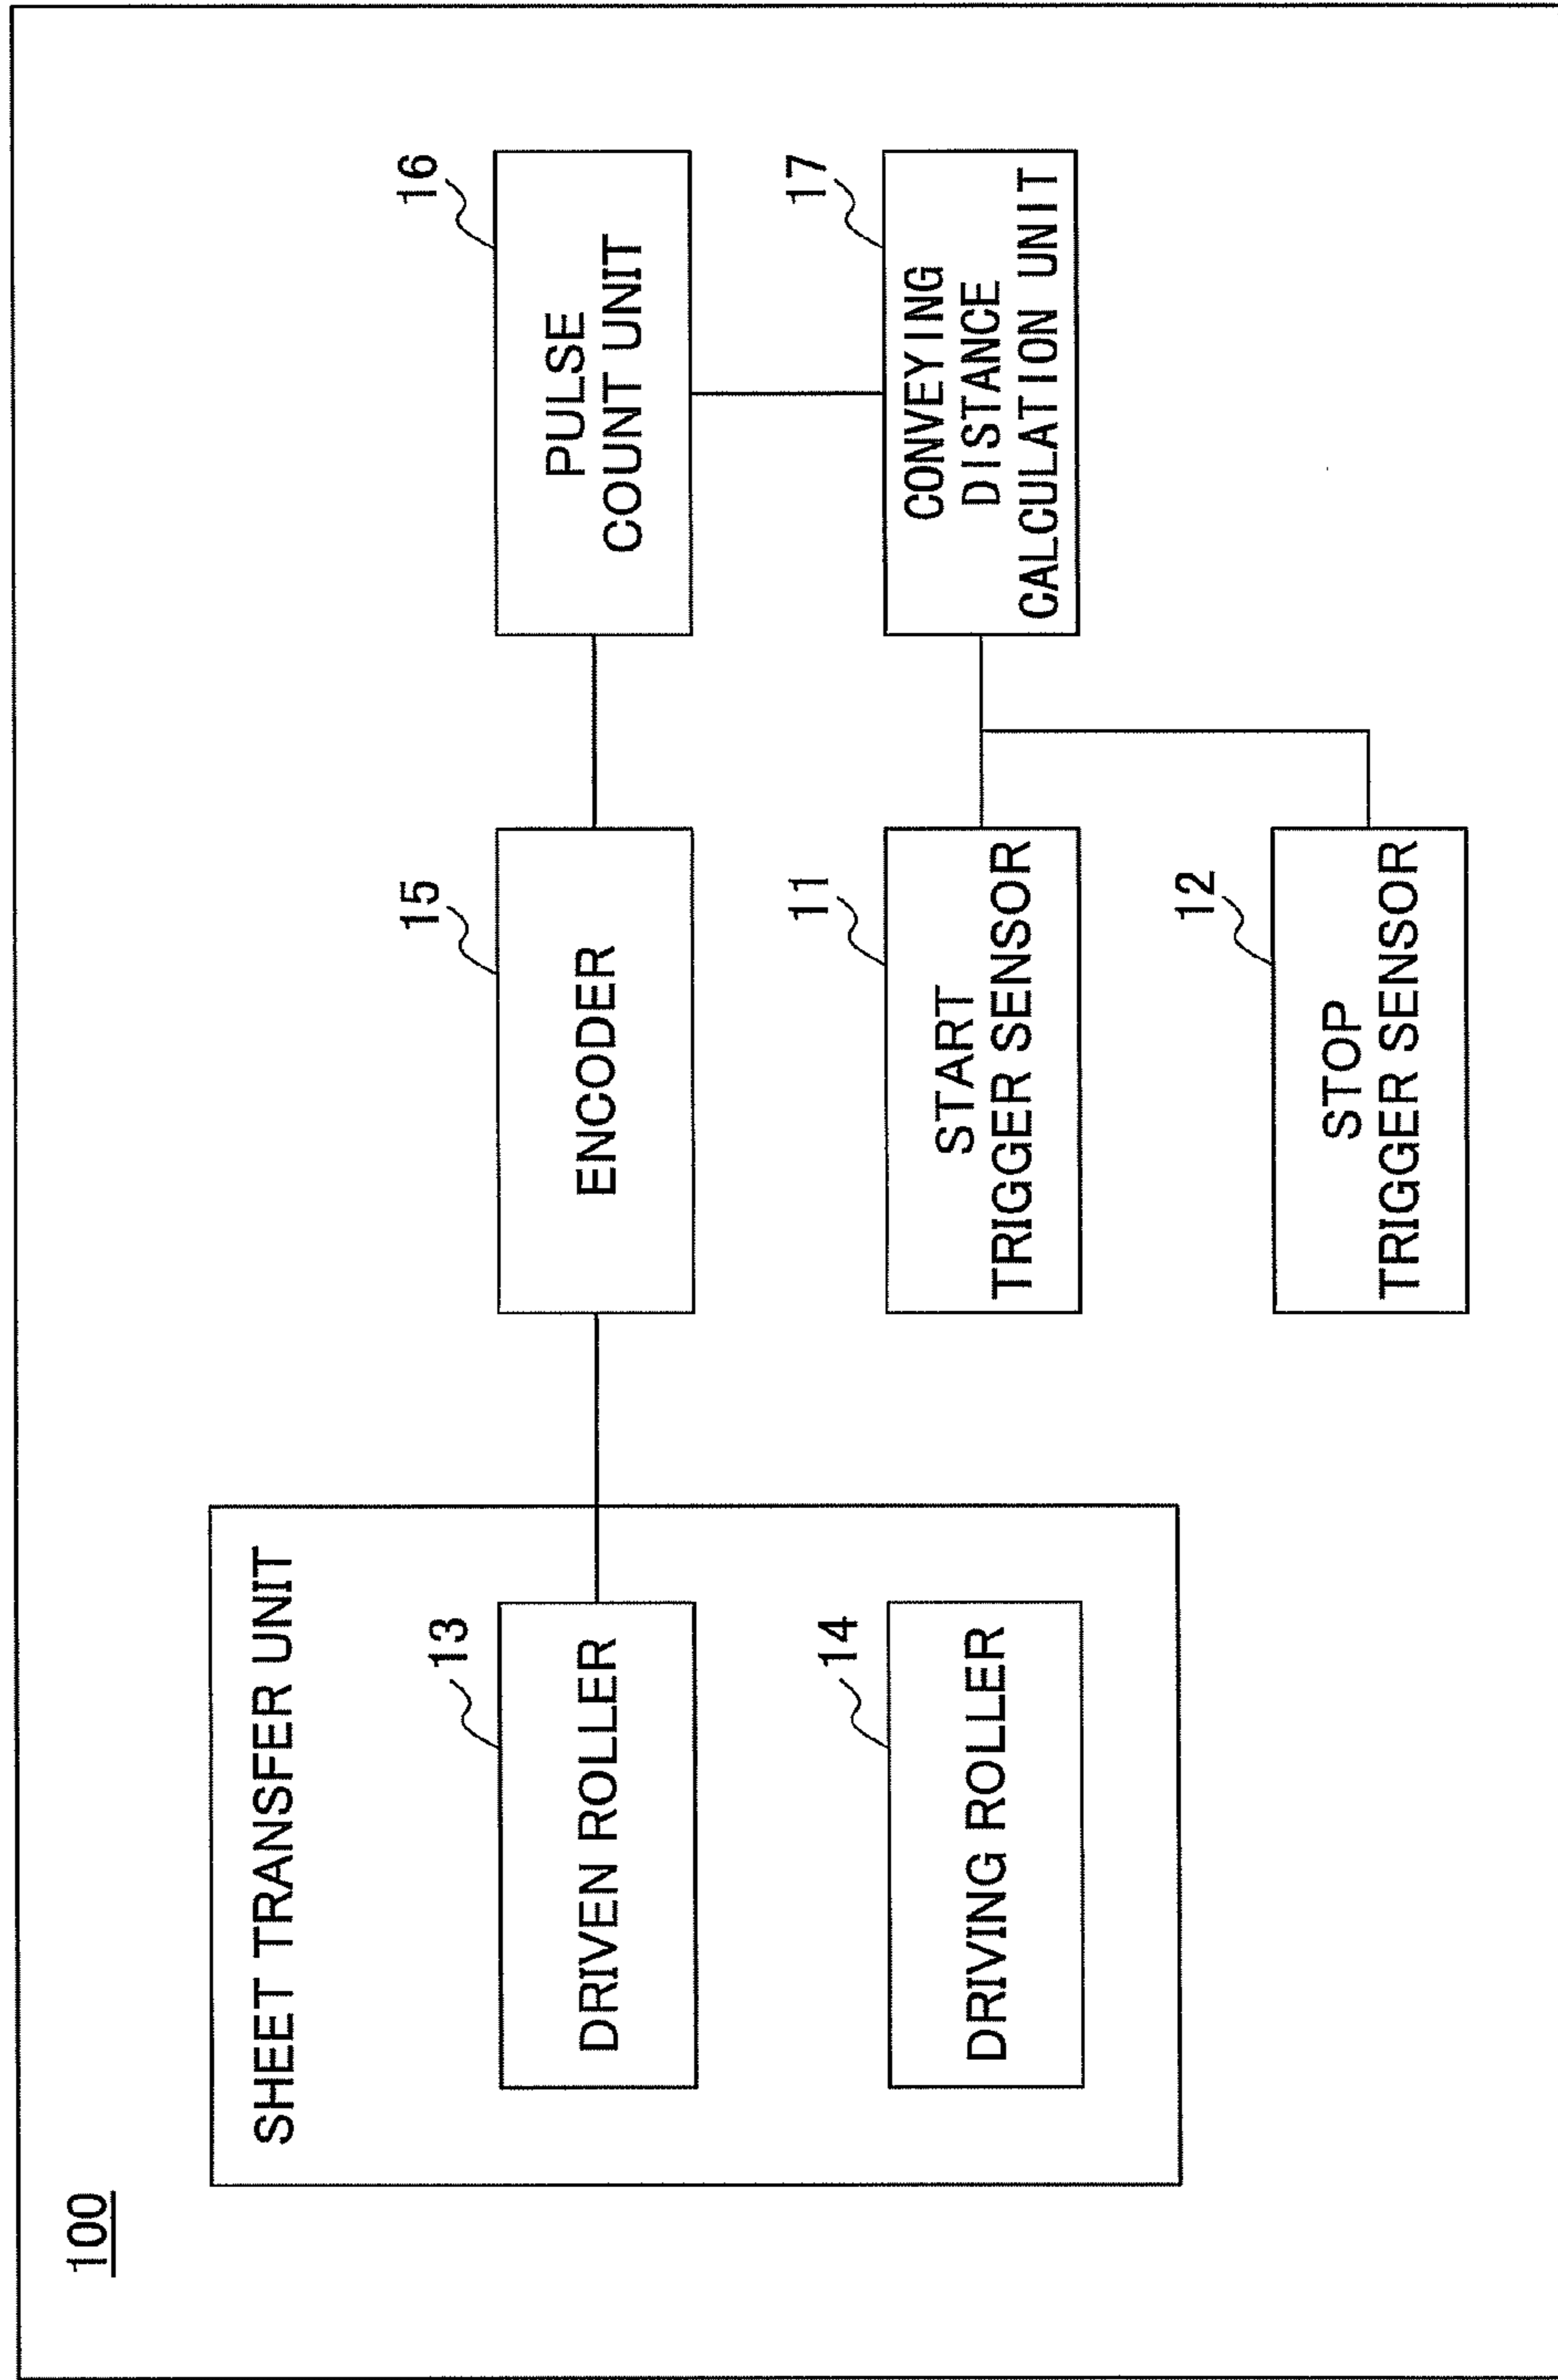 100
SHEET TRANSFER UNIT
13
DRIVEN ROLLER
14
DRIVING ROLLER
15
ENCODER
11
START
TRIGGER SENSOR
12
STOP
TRIGGER SENSOR
16
PULSE
COUNT UNIT
17
CONVEYING
DISTANCE
CALCULATION UNIT